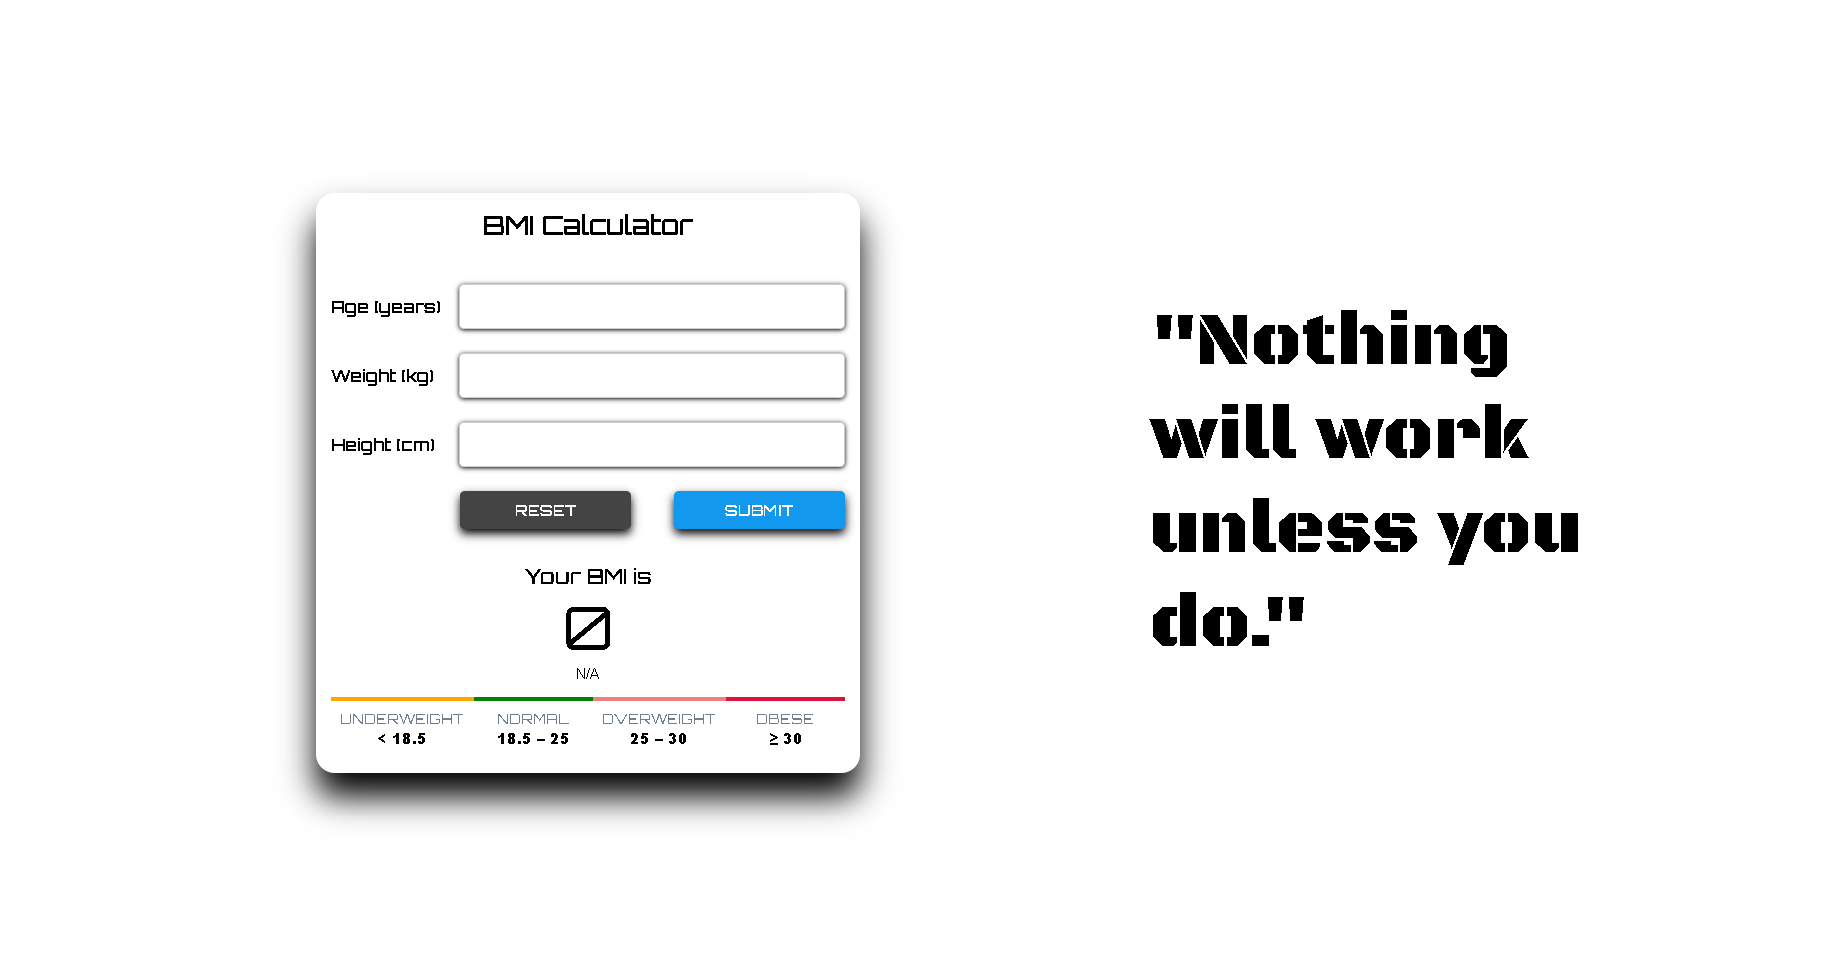 BMI Calculator
Age (years)
Weight (kg)
Height (cm)
RESET SUBMIT
Your BMI is
0
N/A
UNDERWEIGHT NORMAL OVERWEIGHT OBESE
< 18.5 18.5 – 25 25 – 30 ≥ 30
"Nothing
will work
unless you
do."